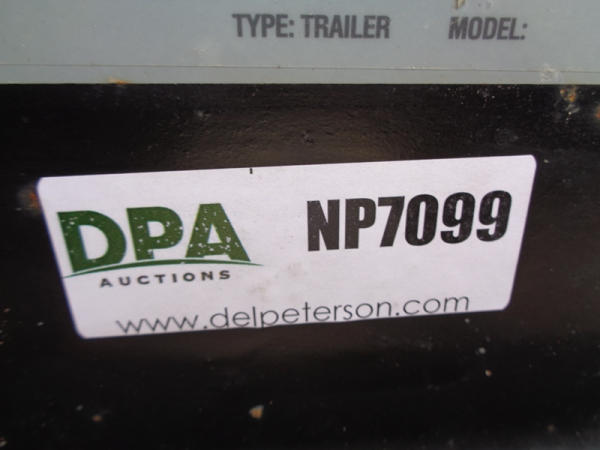 TYPE: TRAILER MODEL:
DPA NP7099
AUCTIONS
www.delpeterson.com